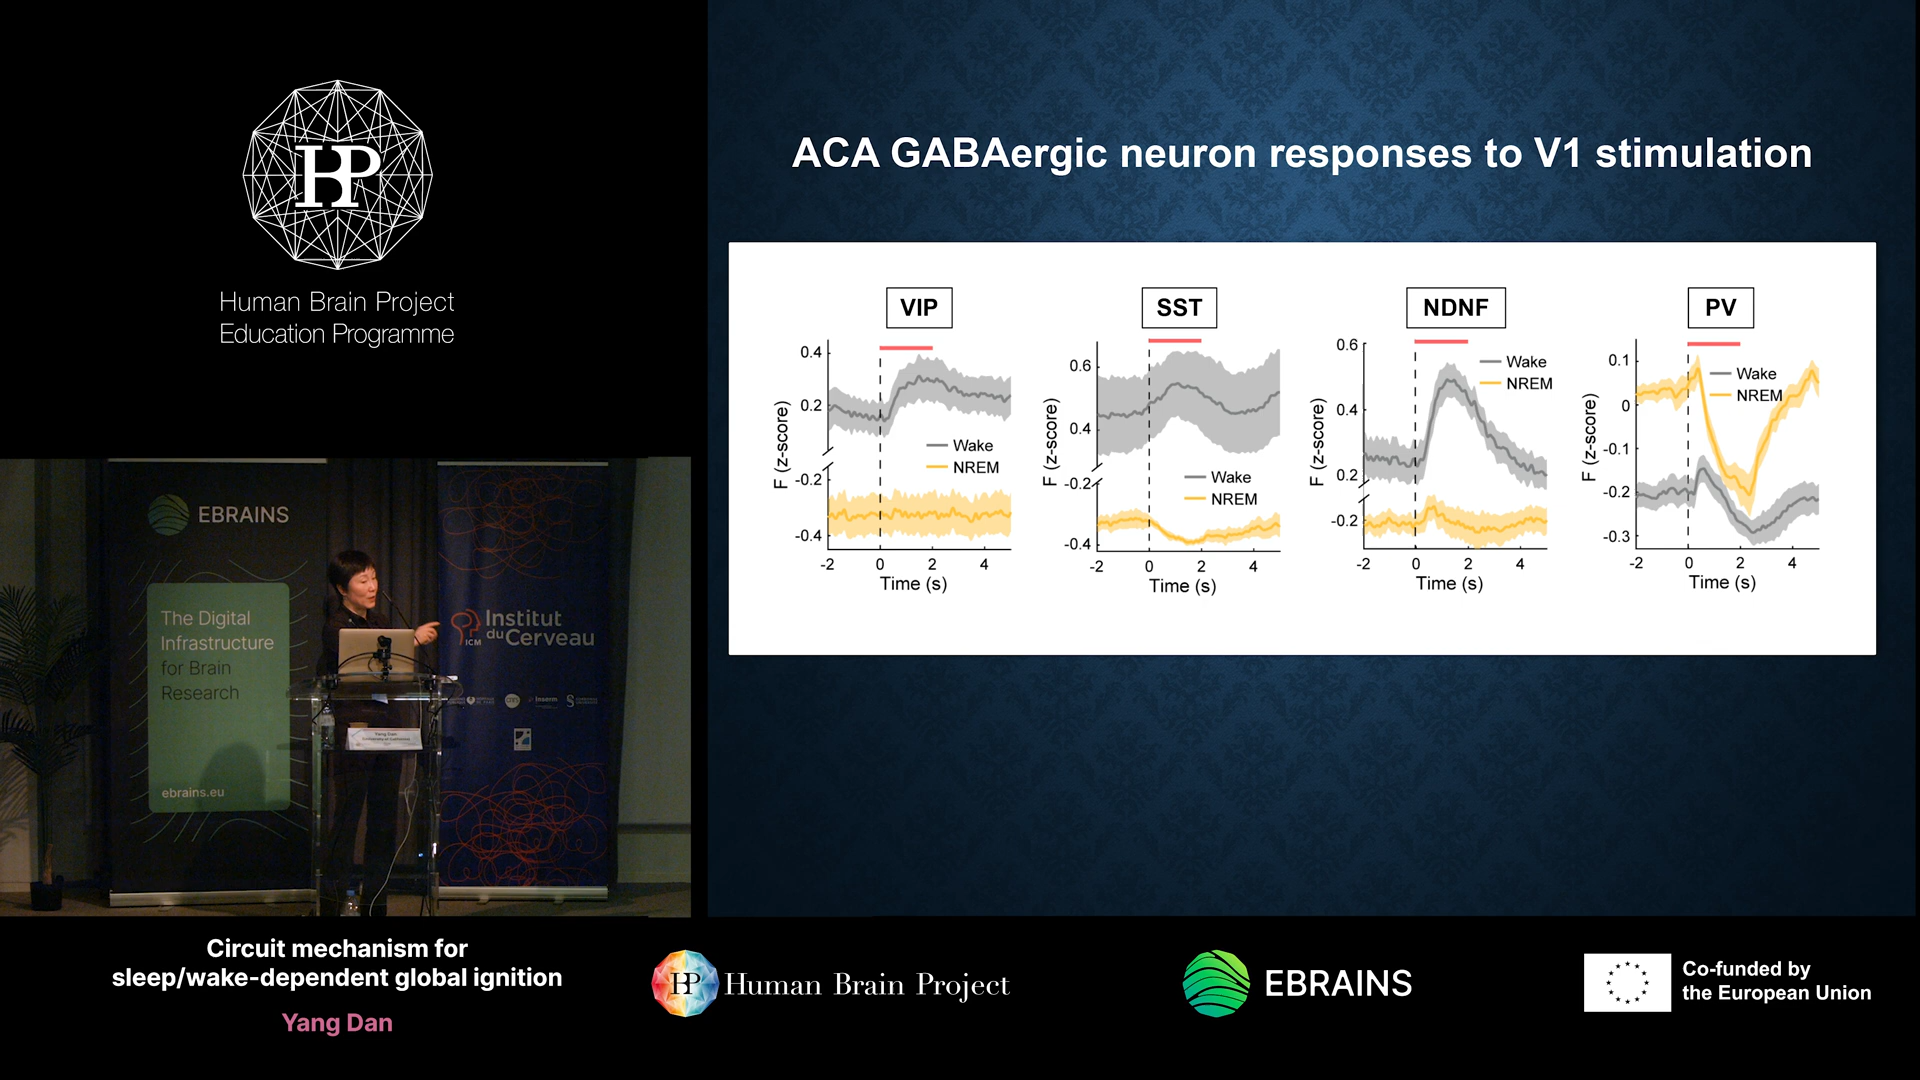 HP
Human Brain Project
Education Programme
ACA GABAergic neuron responses to V1 stimulation
VIP
0.4
0.2
-0.2
-0.4
F (z-score)
Wake
NREM
-2
0
2
4
Time (s)
SST
0.6
0.4
-0.2
-0.4
F (z-score)
Wake
NREM
-2
0
2
4
Time (s)
NDNF
0.6
0.4
0.2
-0.2
F (z-score)
Wake
NREM
-2
0
2
4
Time (s)
PV
0.1
0
-0.1
-0.2
-0.3
F (z-score)
Wake
NREM
-2
0
2
4
Time (s)
EBRAINS
The Digital
Infrastructure
for Brain
Research
ebrains.eu
ICM
Institut
du Cerveau
Inserm
Yang Dan
Circuit mechanism for
sleep/wake-dependent global ignition
Yang Dan
HP
Human Brain Project
EBRAINS
Co-funded by
the European Union